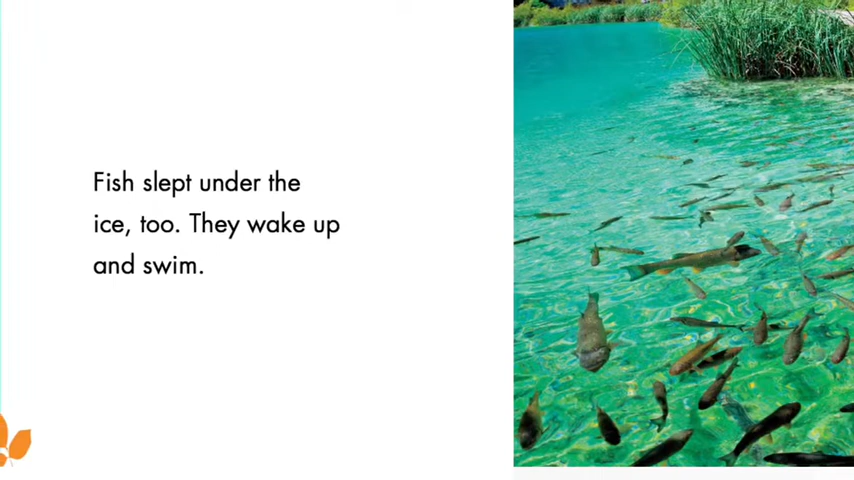 Fish slept under the
ice, too. They wake up
and swim.